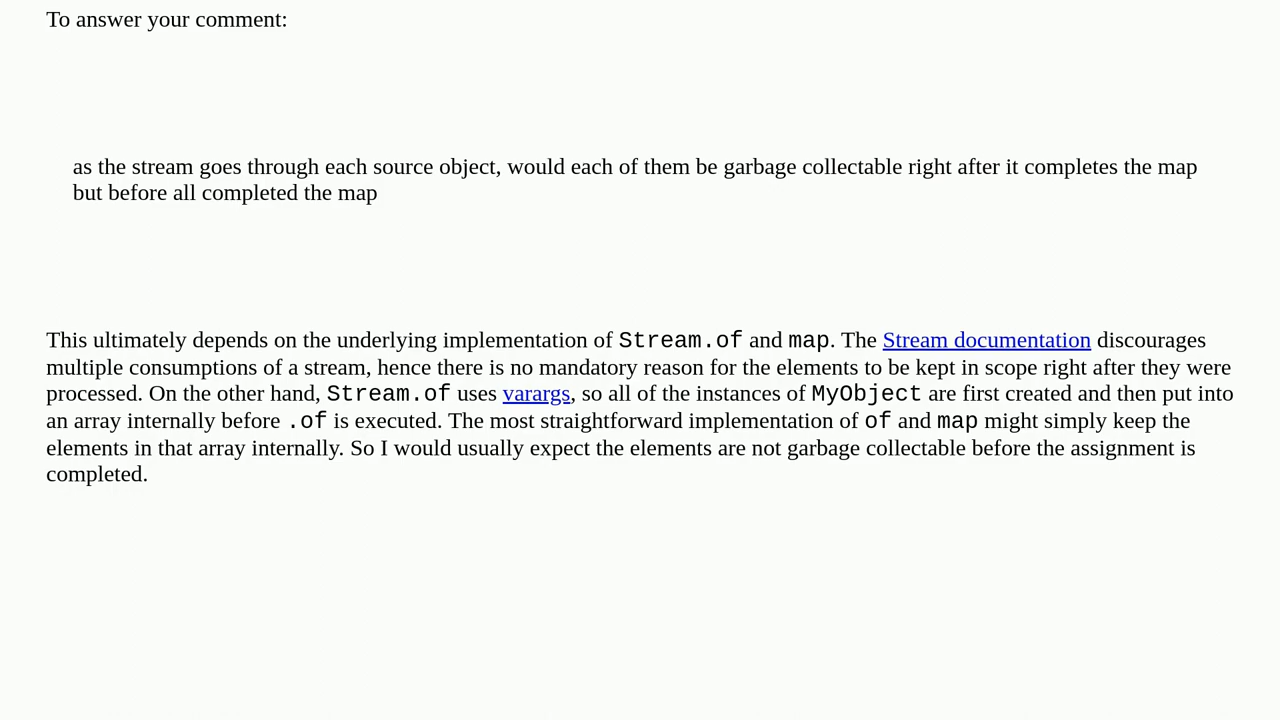 To answer your comment:
as the stream goes through each source object, would each of them be garbage collectable right after it completes the map
but before all completed the map
This ultimately depends on the underlying implementation of Stream.of and map. The Stream documentation discourages
multiple consumptions of a stream, hence there is no mandatory reason for the elements to be kept in scope right after they were
processed. On the other hand, Stream.of uses varargs, so all of the instances of MyObject are first created and then put into
an array internally before .of is executed. The most straightforward implementation of of and map might simply keep the
elements in that array internally. So I would usually expect the elements are not garbage collectable before the assignment is
completed.